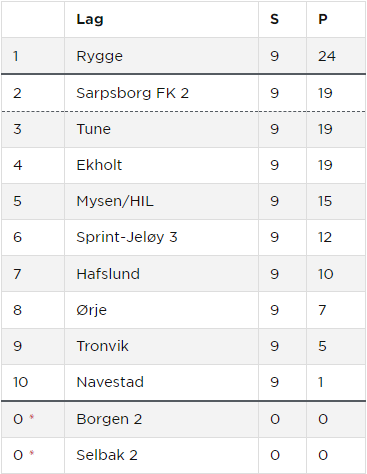 Lag S P
1 Rygge 9 24
2 Sarpsborg FK 2 9 19
3 Tune 9 19
4 Ekholt 9 19
5 Mysen/HIL 9 15
6 Sprint-Jeløy 3 9 12
7 Hafslund 9 10
8 Ørje 9 7
9 Tronvik 9 5
10 Navestad 9 1
0 * Borgen 2 0 0
0 * Selbak 2 0 0